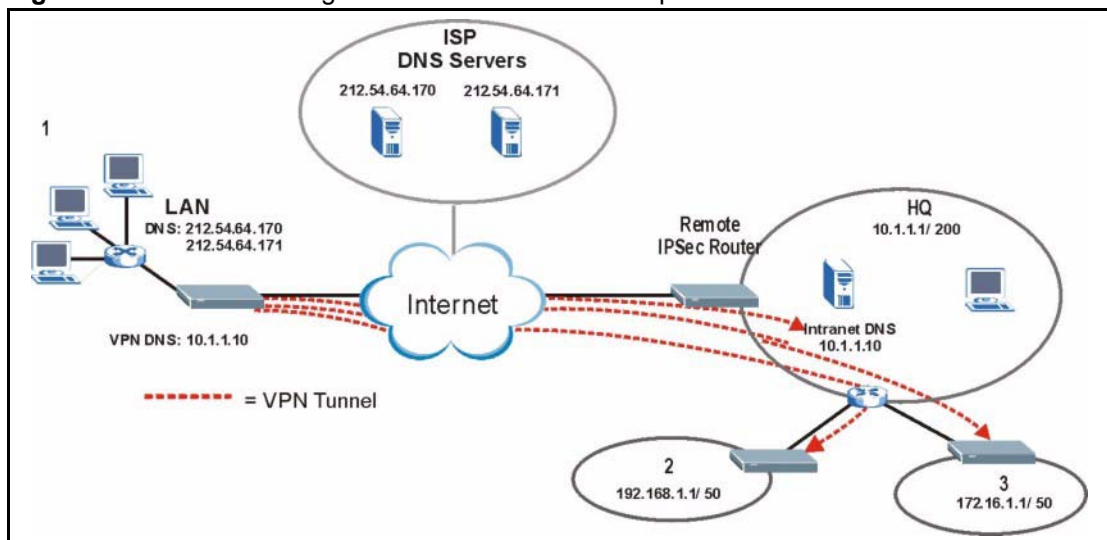 ISP
DNS Servers
212.54.64.170 212.54.64.171
1
LAN
DNS: 212.54.64.170
212.54.64.171
VPN DNS: 10.1.1.10
Internet
Remote
IPSec Router
HQ
10.1.1.1/ 200
Intranet DNS
10.1.1.10
= VPN Tunnel
2
192.168.1.1/ 50
3
172.16.1.1/ 50